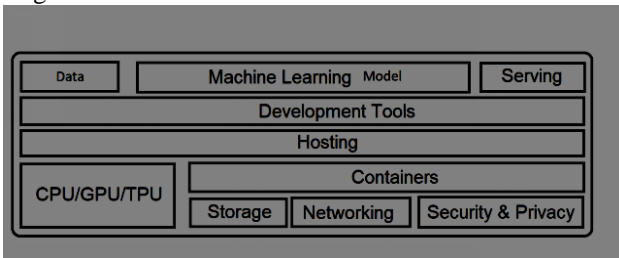 Data
Machine Learning Model
Serving
Development Tools
Hosting
CPU/GPU/TPU
Containers
Storage
Networking
Security & Privacy